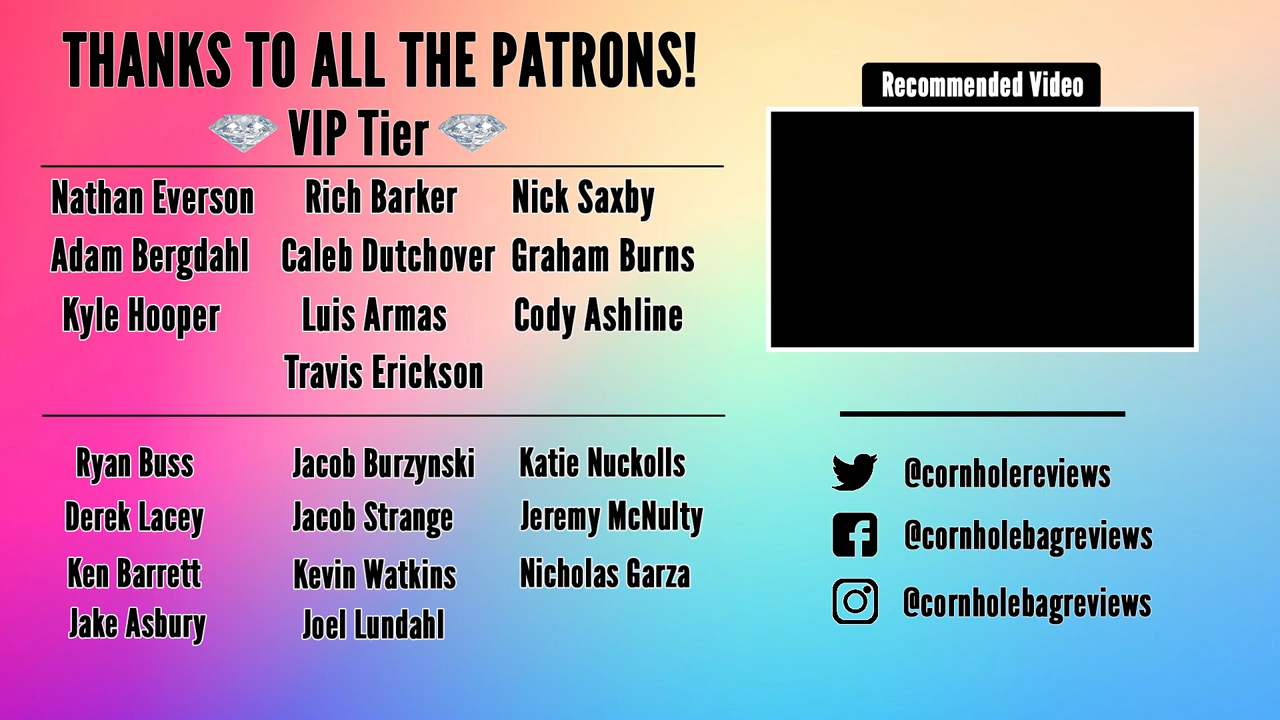 THANKS TO ALL THE PATRONS!
VIP Tier
Nathan Everson Rich Barker Nick Saxby
Adam Bergdahl Caleb Dutchover Graham Burns
Kyle Hooper Luis Armas Cody Ashline
Travis Erickson
Ryan Buss Jacob Burzynski Katie Nuckolls
Derek Lacey Jacob Strange Jeremy McNulty
Ken Barrett Kevin Watkins Nicholas Garza
Jake Asbury Joel Lundahl
Recommended Video
@cornholereviews
@cornholebagreviews
@cornholebagreviews